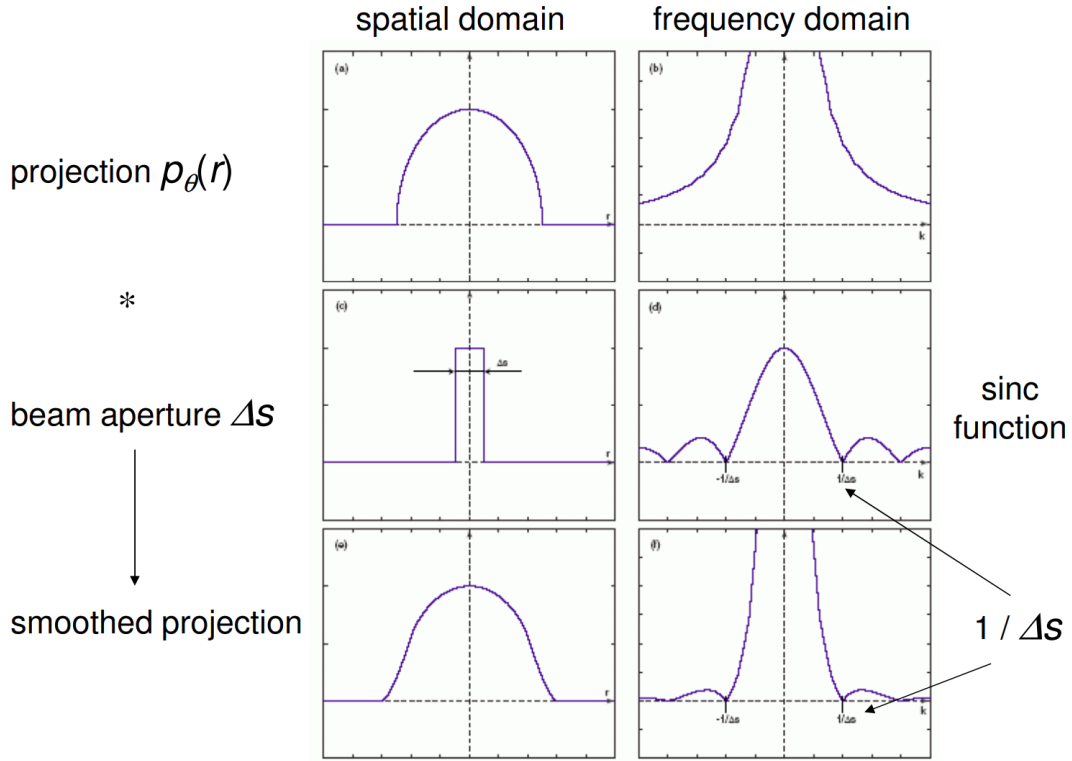 spatial domain
frequency domain
projection pθ(r)
(a)
r
(b)
k
*
beam aperture Δs
(c)
Δs
r
(d)
-1/Δs
1/Δs
k
sinc
function
smoothed projection
(e)
r
(f)
-1/Δs
1/Δs
k
1 / Δs